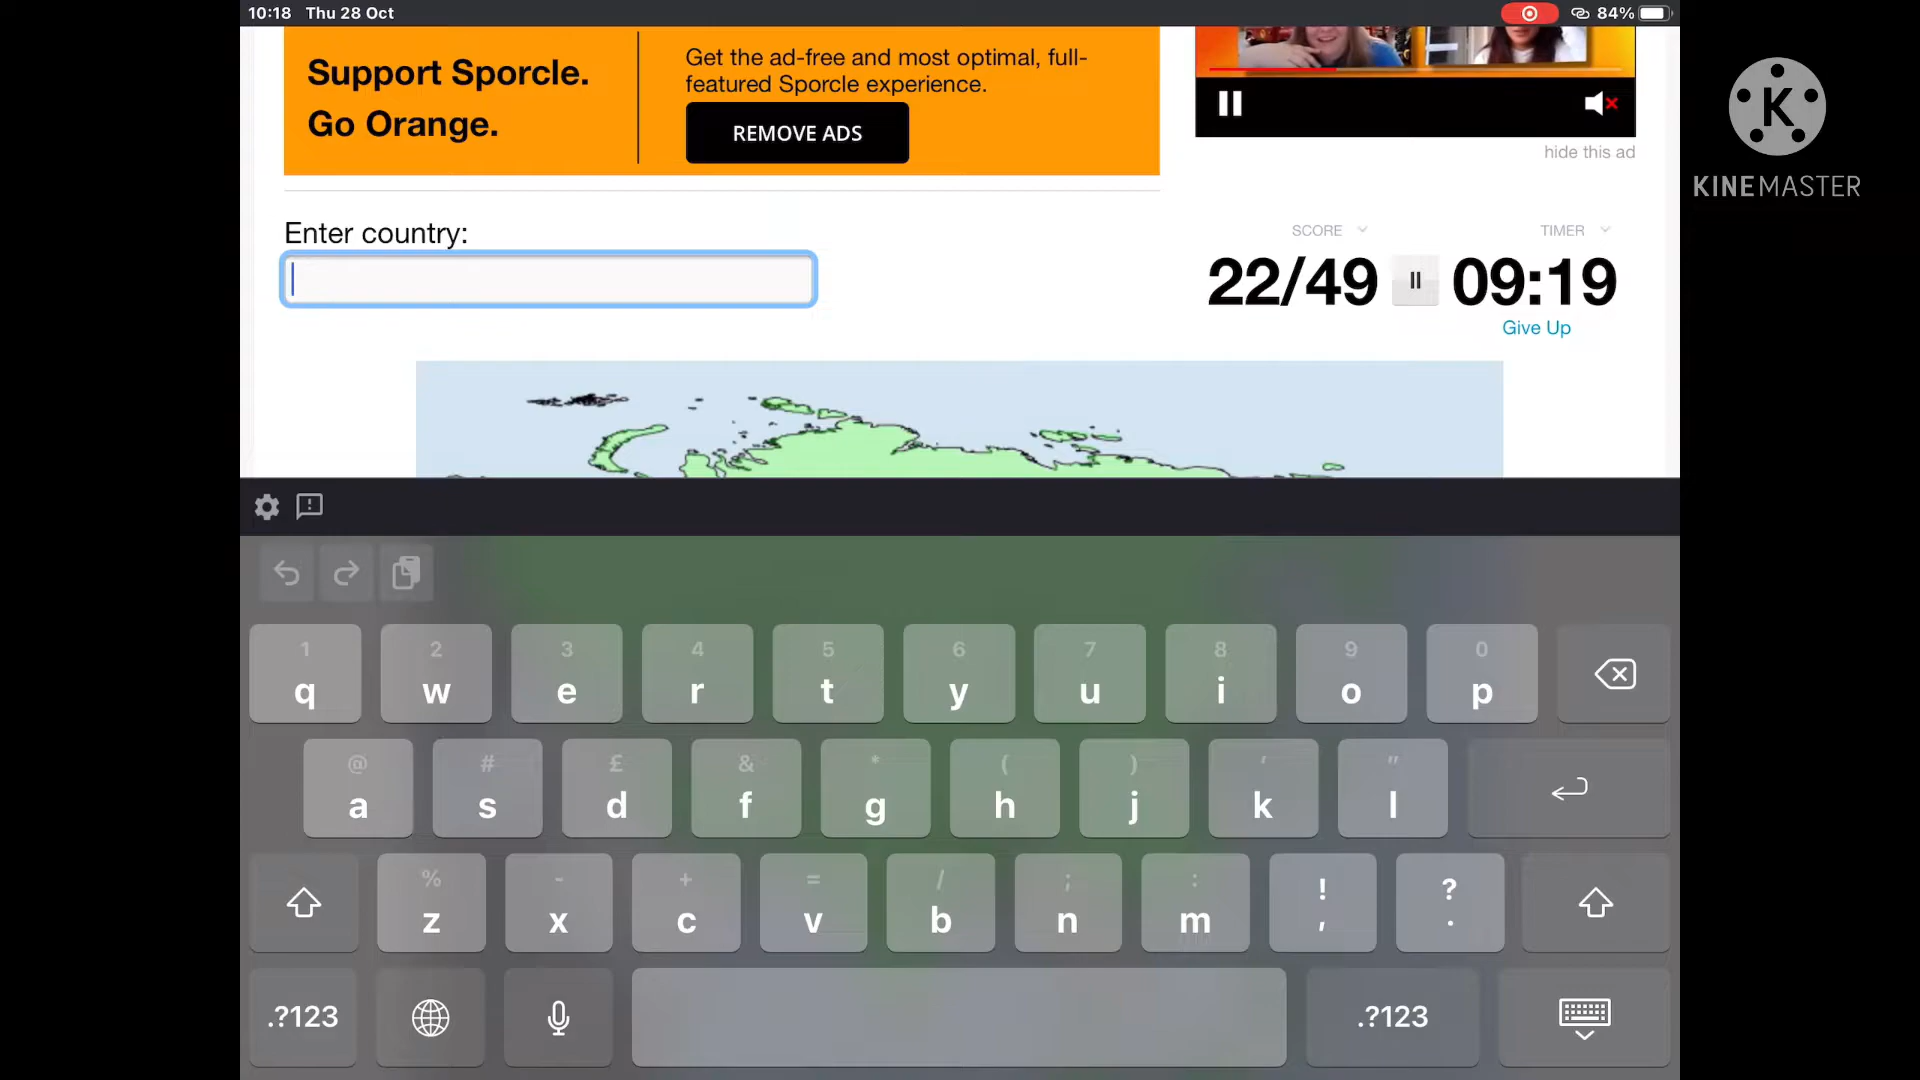 10:18 Thu 28 Oct
84%
Support Sporcle.
Go Orange.
Get the ad-free and most optimal, full-
featured Sporcle experience.
REMOVE ADS
hide this ad
K
KINEMASTER
Enter country:
SCORE
TIMER
22/49
09:19
Give Up
1 2 3 4 5 6 7 8 9 0
q w e r t y u i o p
@ # £ & * ( ) ' "
a s d f g h j k l
% - + = / ; : ! ?
z x c v b n m , .
.?123 .?123